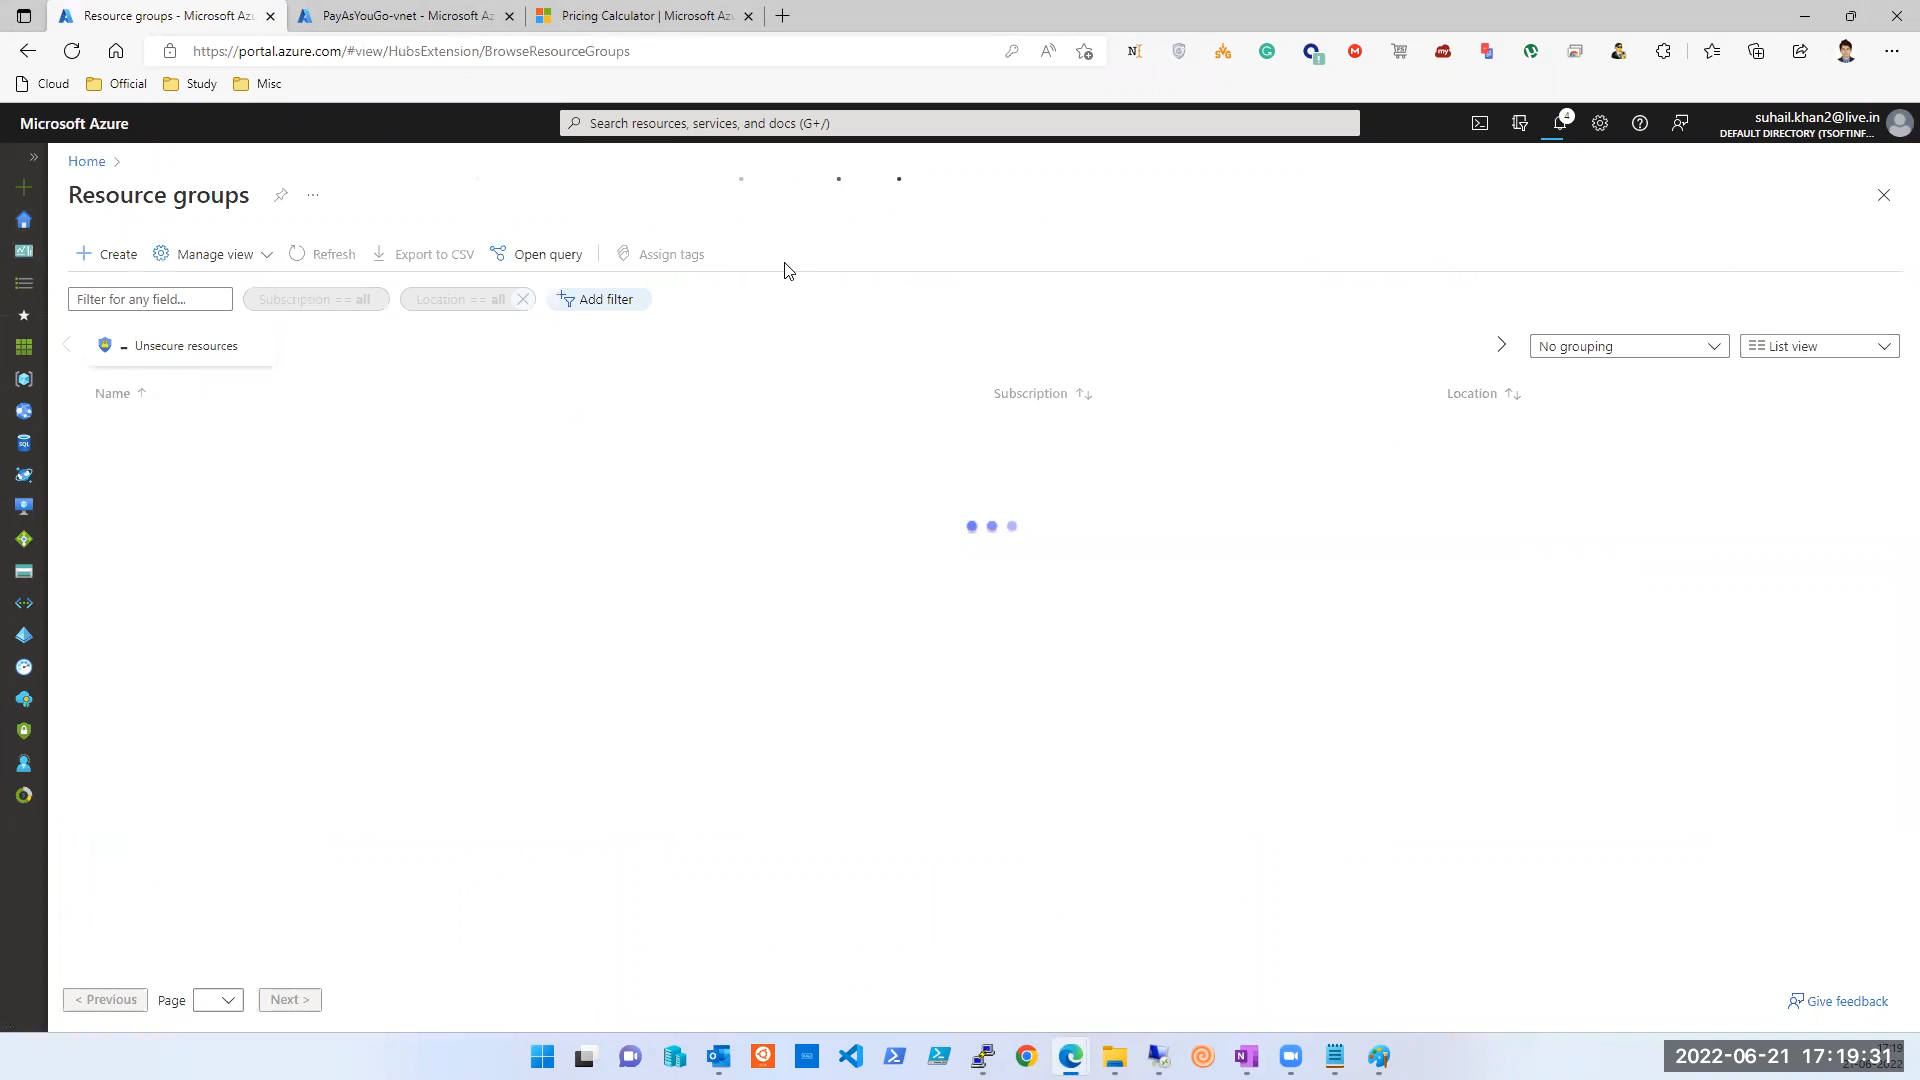 Resource groups - Microsoft Az
PayAsYouGo-vnet - Microsoft Az
Pricing Calculator | Microsoft Az
https://portal.azure.com/#view/HubsExtension/BrowseResourceGroups
Cloud
Official
Study
Misc
Microsoft Azure
Search resources, services, and docs (G+/)
4
suhail.khan2@live.in
DEFAULT DIRECTORY (TSOFTINF...
Home
Resource groups
Create
Manage view
Refresh
Export to CSV
Open query
Assign tags
Filter for any field...
Subscription == all
Location == all
Add filter
Unsecure resources
No grouping
List view
Name
Subscription
Location
< Previous
Page
Next >
Give feedback
2022-06-21 17:19:31